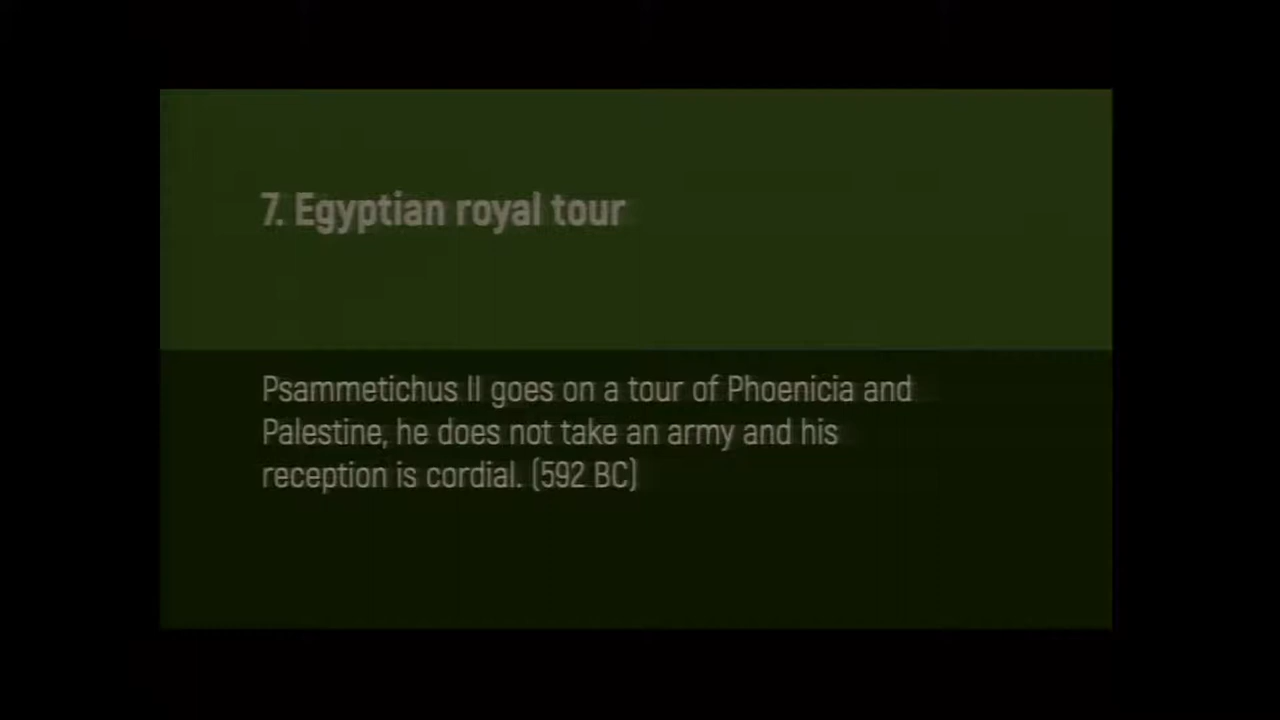 7. Egyptian royal tour
Psammetichus II goes on a tour of Phoenicia and
Palestine, he does not take an army and his
reception is cordial. (592 BC)